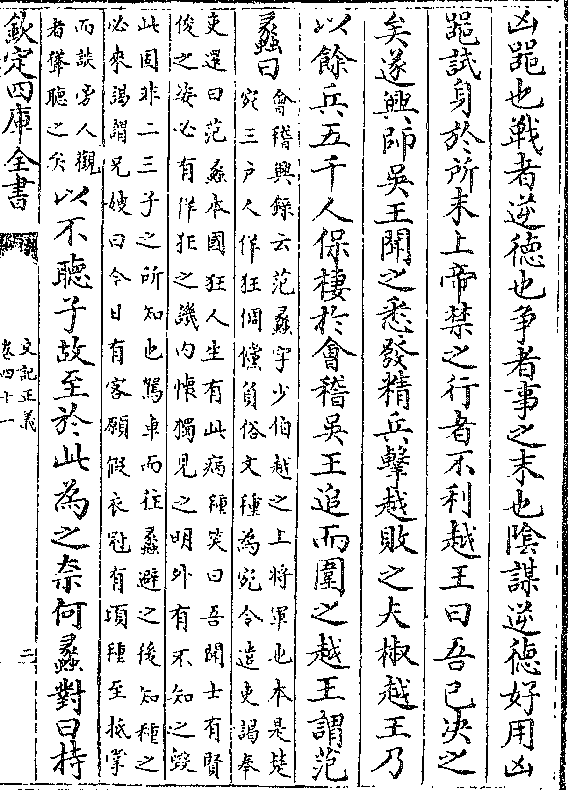 凶器也戰者逆德也爭者事之末也隂謀逆德好用凶
器試身於所末上帝禁之行者不利越王曰吾已决之
矣遂興師吳王聞之悉發精兵擊越敗之夫椒越王乃
以餘兵五千人保棲於會稽吳王追而圍之越王謂范
蠡曰會稽典錄云范蠡字少伯越之上將軍也本是楚
宛三户人佯狂倜儻負俗文種為宛令遣吏謁奉
吏還曰范蠡本國狂人生有此病種笑曰吾聞士有賢
俊之姿必有佯狂之譏内懷獨見之明外有不知之毀
此固非二三子之所知也駕車而往蠡避之後知種之
必來謁謂兄嫂曰今日有客願假衣冠有頃種至抵掌
而談旁人觀
者聳聽之矣以不聽子故至於此為之奈何蠡對曰持
欽定四庫全書
史記正義
卷四十一
二